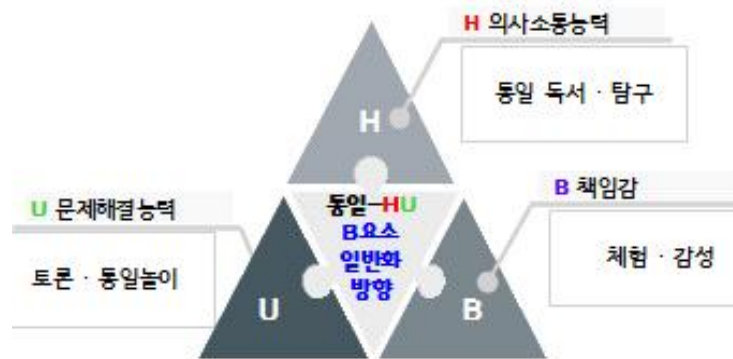 H 의사소통능력
통일 독서 · 탐구
H
U 문제해결능력
토론 · 통일놀이
통일-HU
B요소
일반화
방향
B 책임감
체험 · 감성
U
B